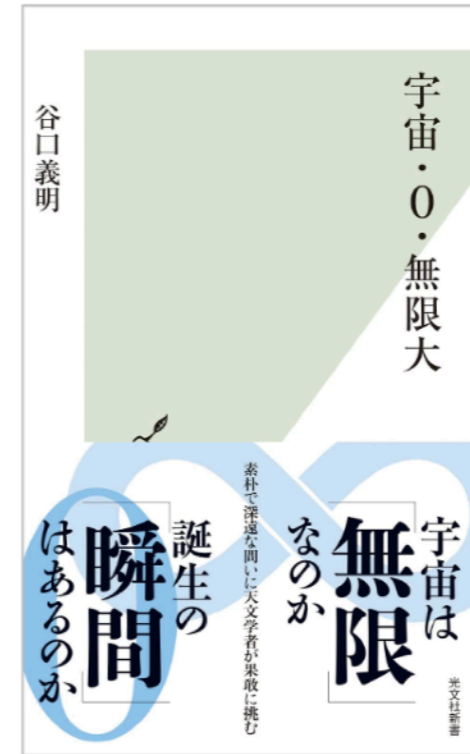 宇宙・0・無限大
谷口義明
宇宙は
「無限」
なのか
素朴で深遠な問いに天文学者が果敢に挑む
誕生の
「瞬間」
はあるのか
光文社新書